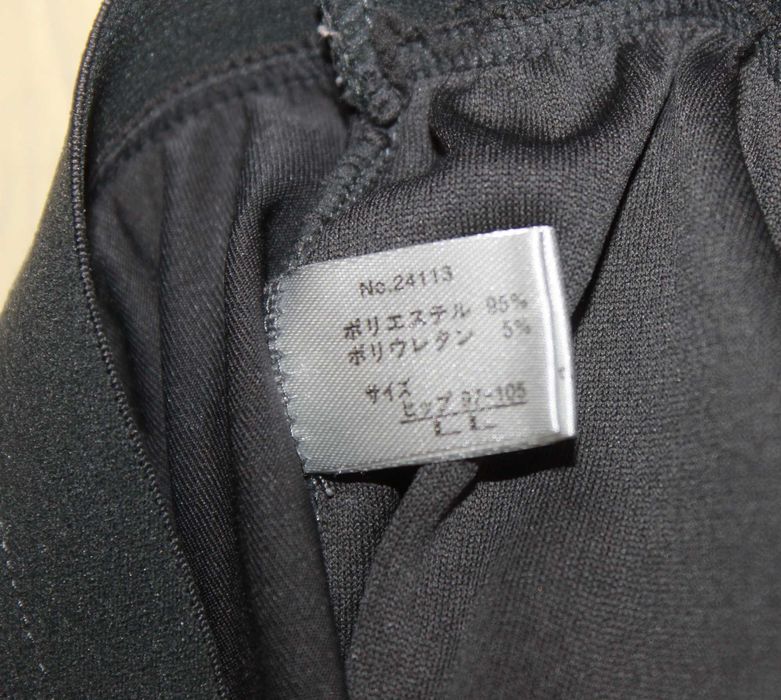 No.24113
ポリエステル 95%
ポリウレタン 5%
サイズ
ヒップ 97-105
LL